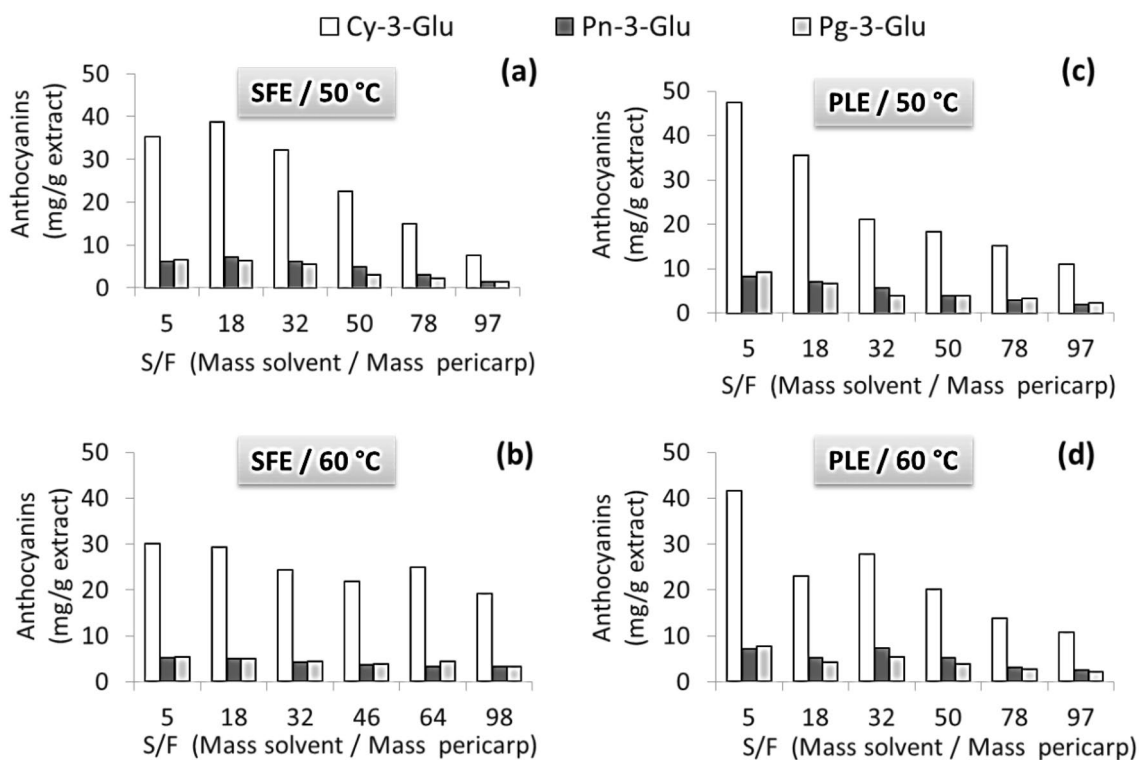 Cy-3-Glu Pn-3-Glu Pg-3-Glu
(a)
SFE / 50 °C
Anthocyanins
(mg/g extract)
50
40
30
20
10
0
5 18 32 50 78 97
S/F (Mass solvent / Mass pericarp)
(c)
PLE / 50 °C
Anthocyanins
(mg/g extract)
50
40
30
20
10
0
5 18 32 50 78 97
S/F (Mass solvent / Mass pericarp)
(b)
SFE / 60 °C
Anthocyanins
(mg/g extract)
50
40
30
20
10
0
5 18 32 46 64 98
S/F (Mass solvent / Mass pericarp)
(d)
PLE / 60 °C
Anthocyanins
(mg/g extract)
50
40
30
20
10
0
5 18 32 50 78 97
S/F (Mass solvent / Mass pericarp)